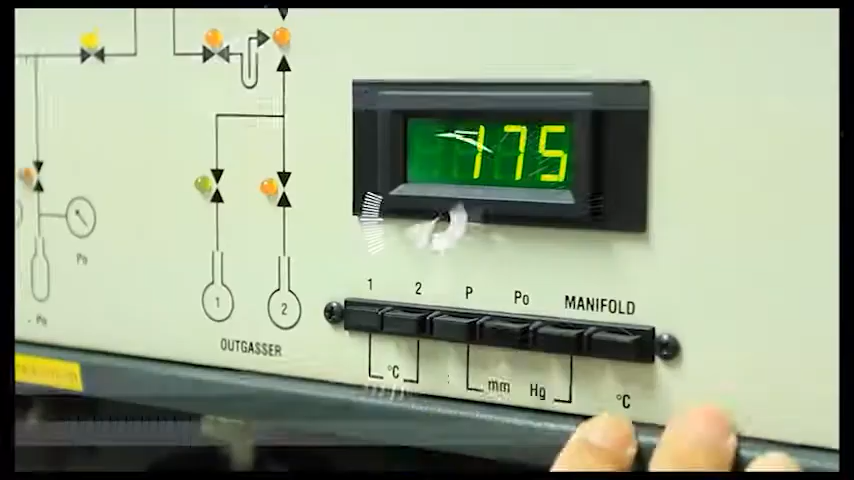 175
1 2 P Po MANIFOLD
°C mm Hg °C
1 2
OUTGASSER
Po
Po